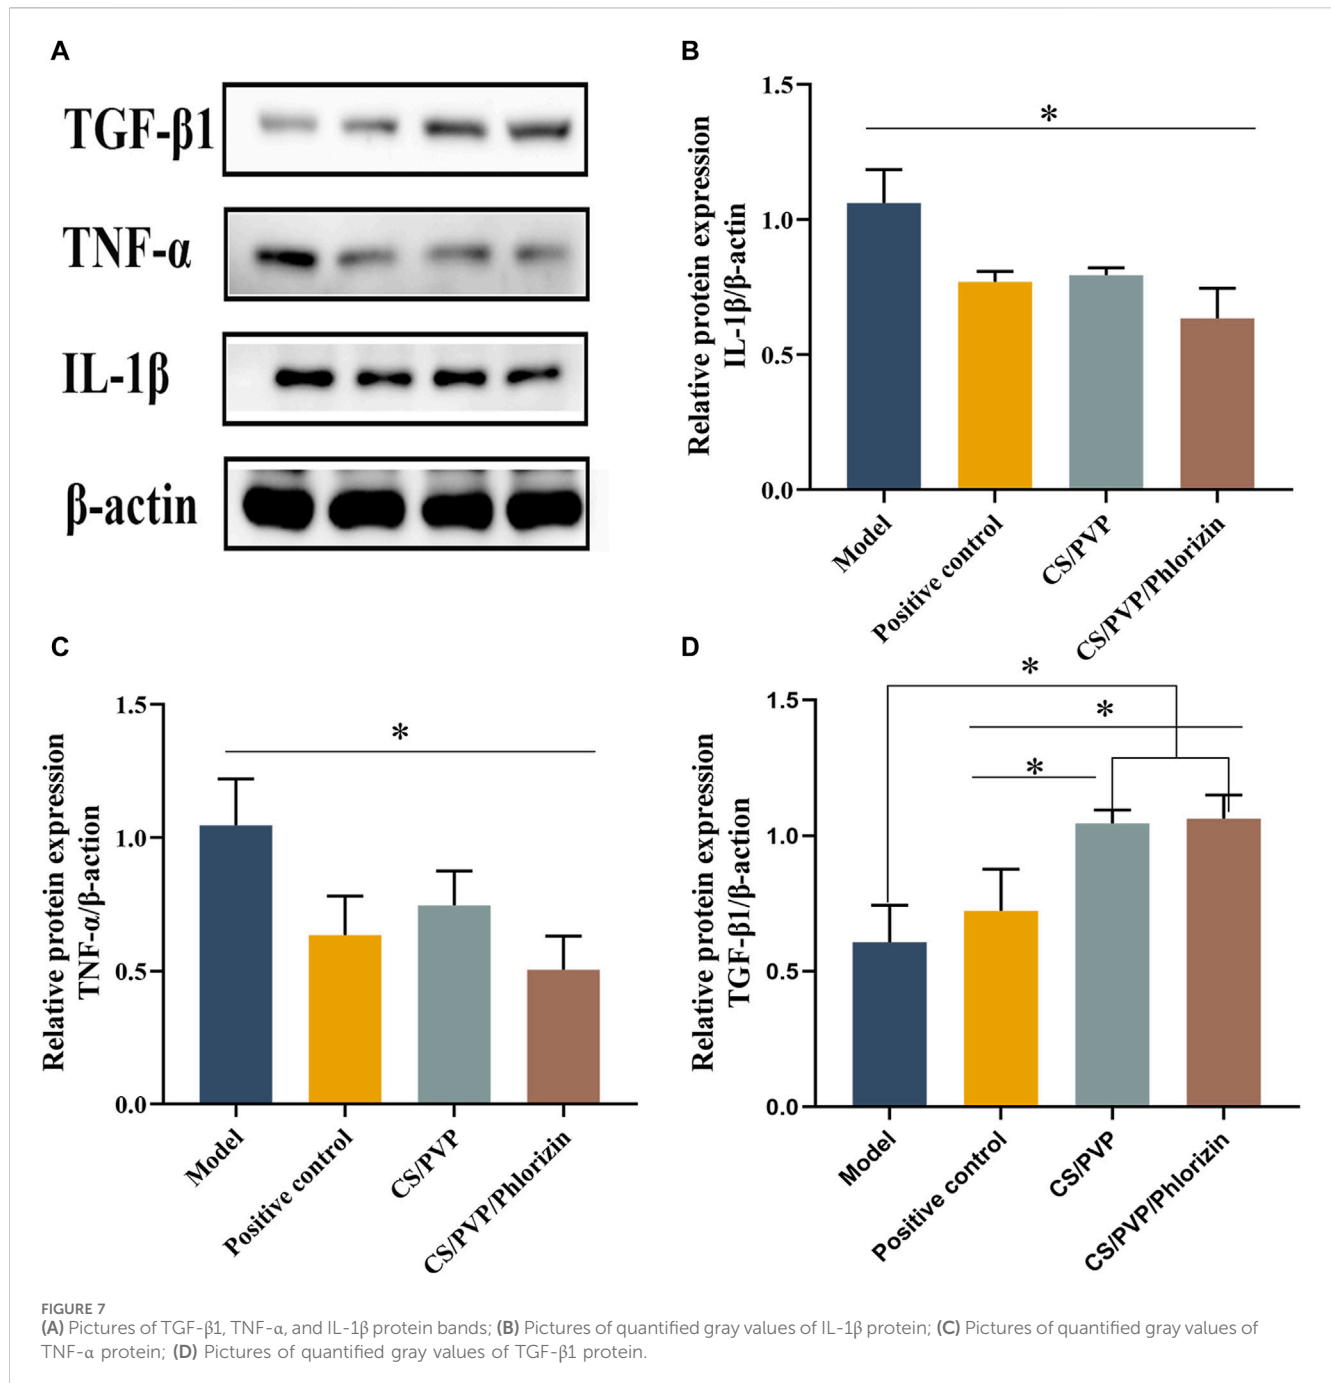 A
TGF-β1
TNF-α
IL-1β
β-actin
B
Relative protein expression
IL-1β/β-actin
1.5
1.0
0.5
0.0
*
Model
Positive control
CS/PVP
CS/PVP/Phlorizin
C
Relative protein expression
TNF-α/β-action
1.5
1.0
0.5
0.0
*
Model
Positive control
CS/PVP
CS/PVP/Phlorizin
D
Relative protein expression
TGF-β1/β-action
1.5
1.0
0.5
0.0
*
*
*
Model
Positive control
CS/PVP
CS/PVP/Phlorizin
FIGURE 7
(A) Pictures of TGF-β1, TNF-α, and IL-1β protein bands; (B) Pictures of quantified gray values of IL-1β protein; (C) Pictures of quantified gray values of
TNF-α protein; (D) Pictures of quantified gray values of TGF-β1 protein.